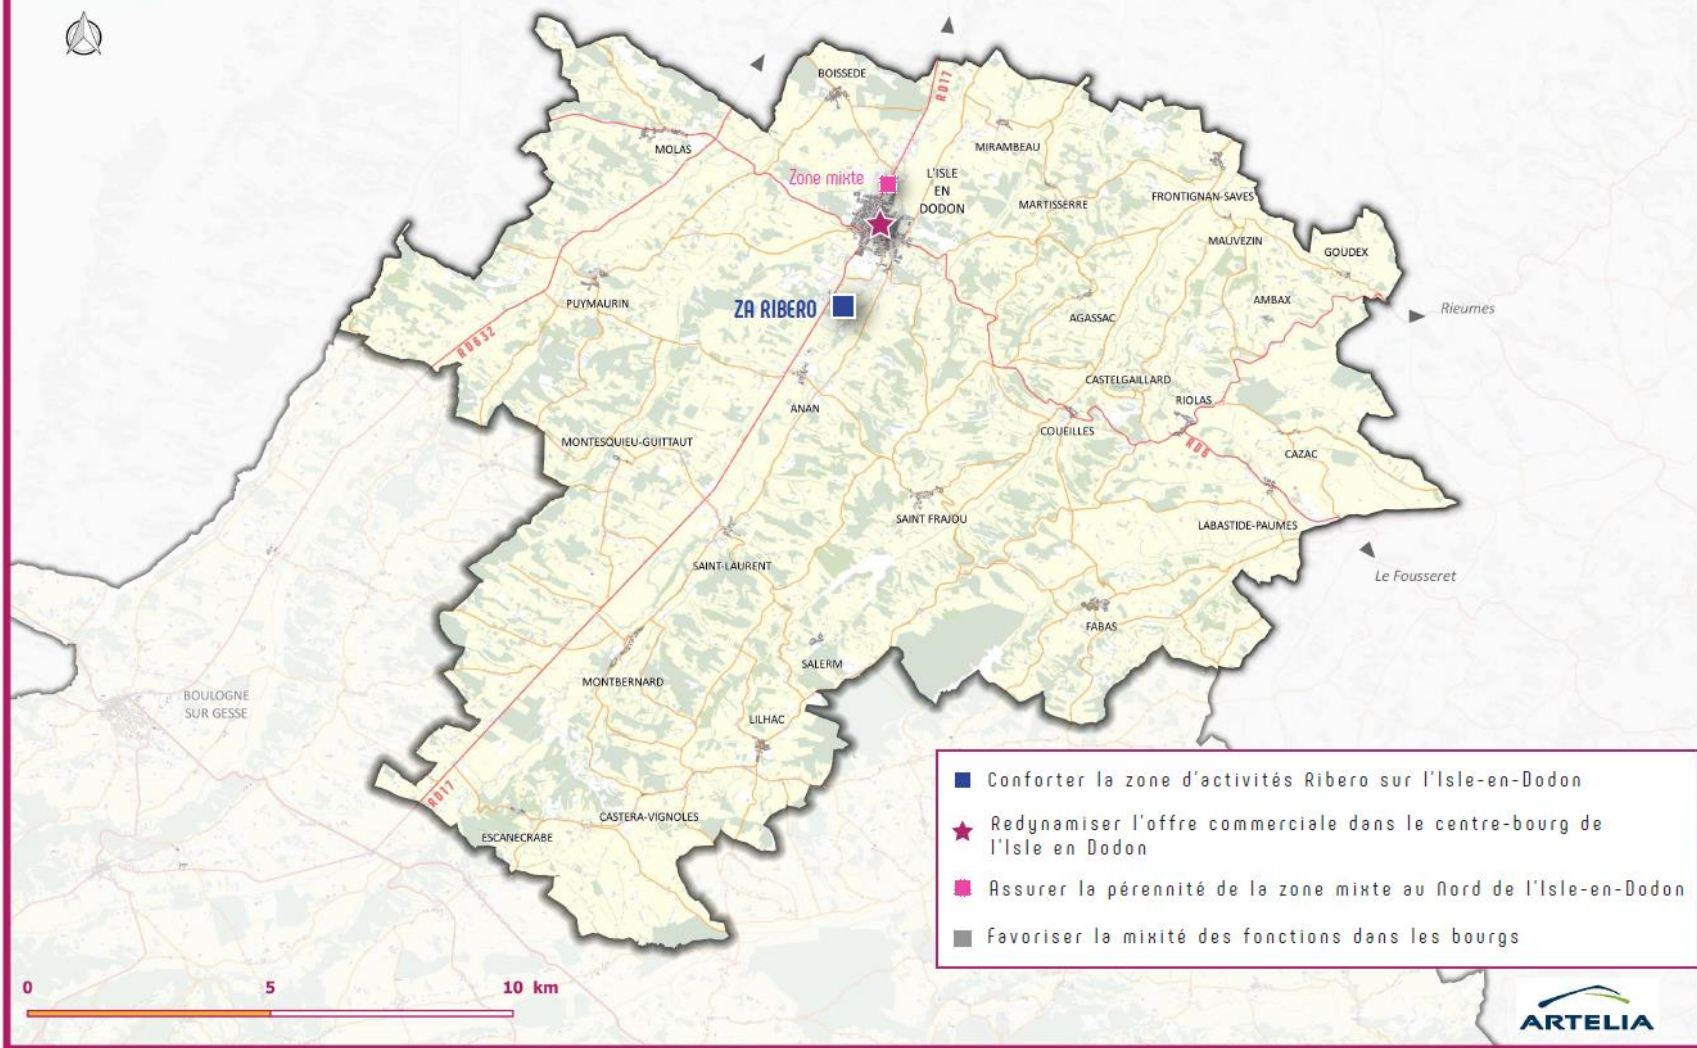 BOISSEDE
RD17
MOLAS
MIRAMBEAU
Zone mixte
L'ISLE
EN
DODON
MARTISSERRE
FRONTIGNAN-SAVES
MAUVEZIN
GOUDEX
PUYMAURIN
ZA RIBERO
AMBAX
AGASSAC
Rieumes
RD632
CASTELGAILLARD
RIOLAS
ANAN
COUEILLES
MONTESQUIEU-GUITTAUT
RD6
CAZAC
SAINT FRAJOU
LABASTIDE-PAUMES
SAINT-LAURENT
Le Fousseret
FABAS
SALERM
MONTBERNARD
BOULOGNE
SUR GESSE
LILHAC
RD17
CASTERA-VIGNOLES
ESCANECRABE
Conforter la zone d'activités Ribero sur l'Isle-en-Dodon
Redynamiser l'offre commerciale dans le centre-bourg de
l'Isle en Dodon
Assurer la pérennité de la zone mixte au Nord de l'Isle-en-Dodon
Favoriser la mixité des fonctions dans les bourgs
0 5 10 km
ARTELIA